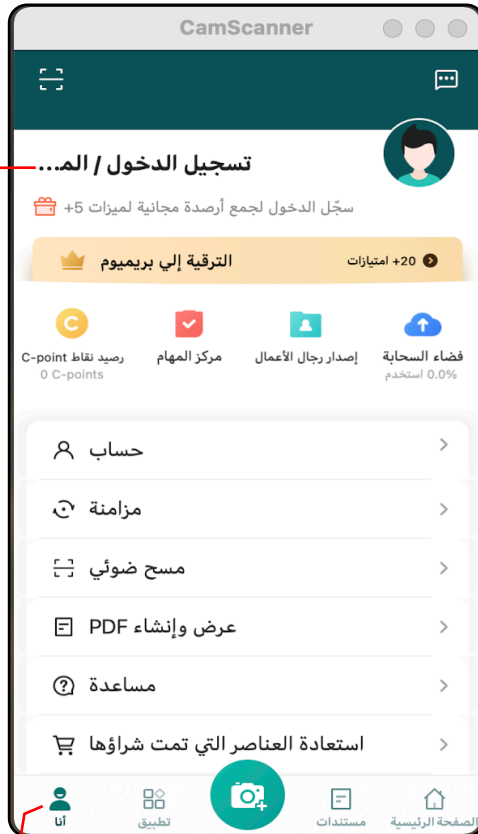 CamScanner
تسجيل الدخول / المـ...
سجّل الدخول لجمع أرصدة مجانية لميزات 5+
الترقية إلي بريميوم
20+ امتيازات
فضاء السحابة
0.0% استخدم
إصدار رجال الأعمال
مركز المهام
رصيد نقاط C-point
0 C-points
حساب
مزامنة
مسح ضوئي
عرض وإنشاء PDF
مساعدة
استعادة العناصر التي تمت شراؤها
الصفحة الرئيسية
مستندات
تطبيق
أنا